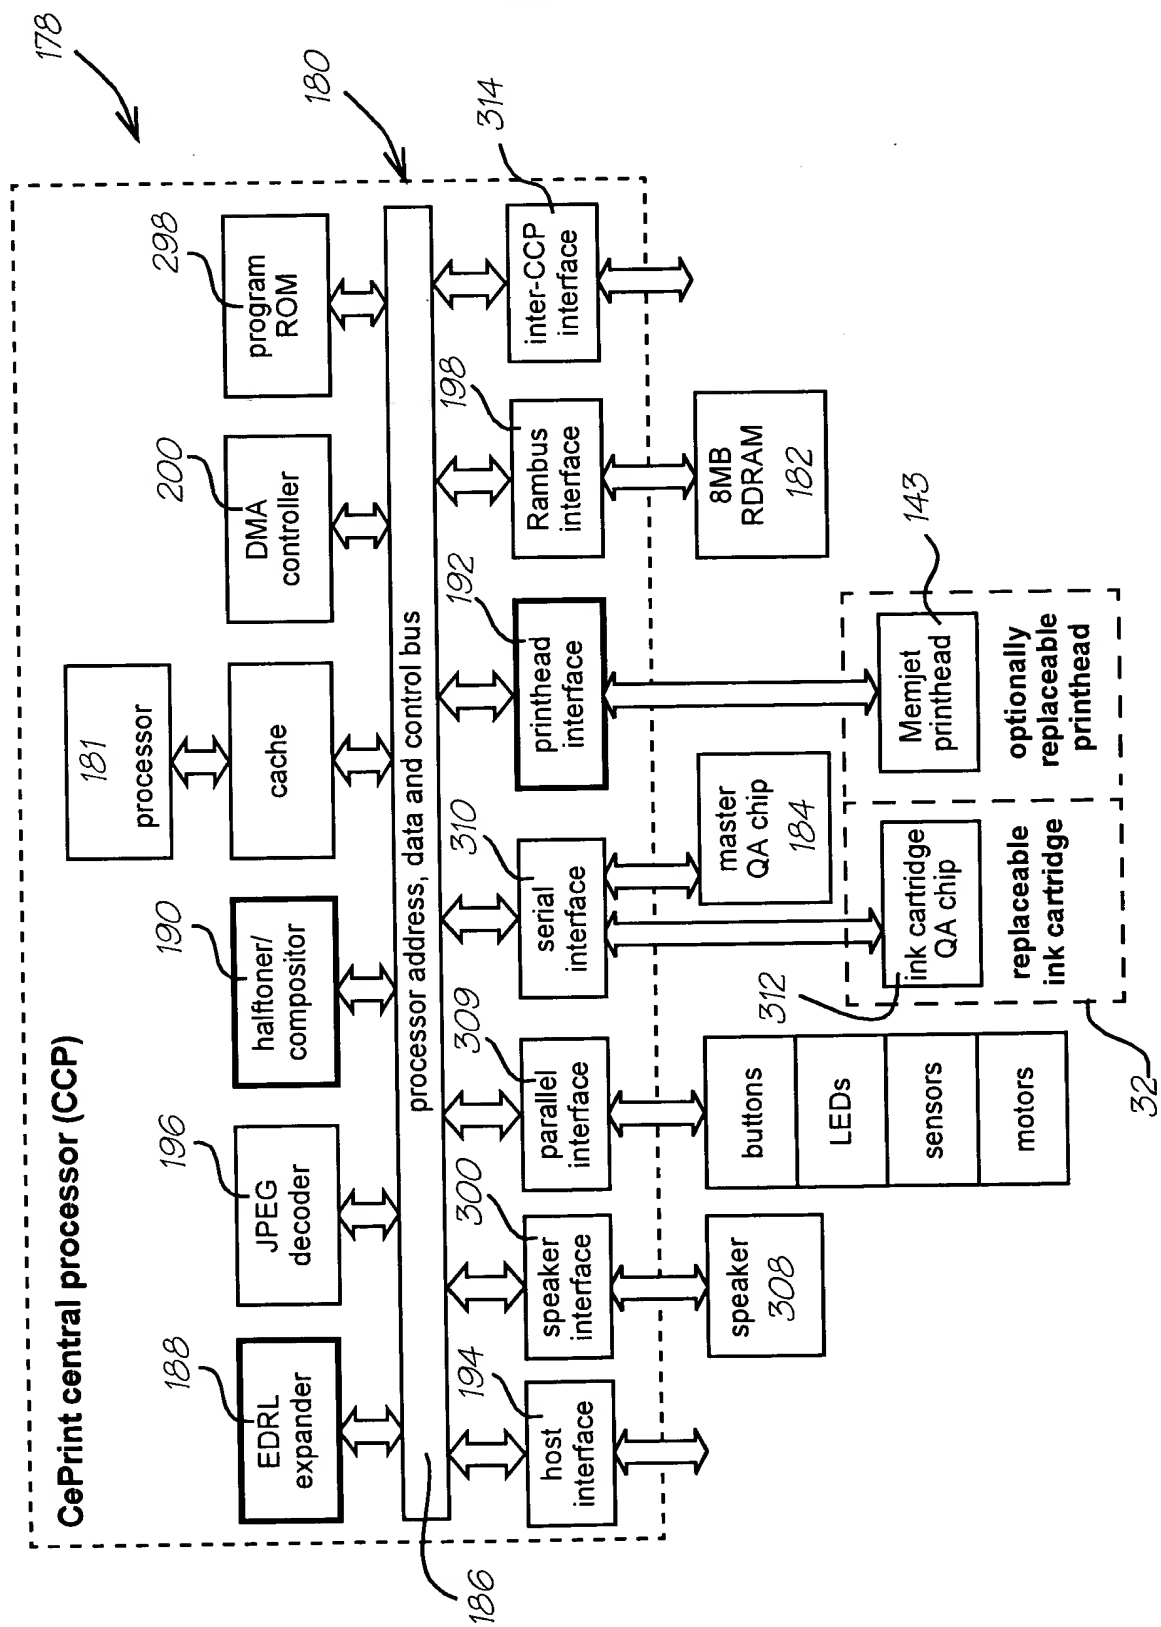 178
CePrint central processor (CCP)
180
181
processor
188
EDRL
expander
196
JPEG
decoder
190
halftoner/
compositor
cache
200
DMA
controller
298
program
ROM
186
processor address, data and control bus
194
host
interface
300
speaker
interface
309
parallel
interface
310
serial
interface
192
printhead
interface
198
Rambus
interface
314
inter-CCP
interface
speaker
308
buttons
LEDs
sensors
motors
master
QA chip
184
8MB
RDRAM
182
312
ink cartridge
QA chip
replaceable
ink cartridge
143
Memjet
printhead
optionally
replaceable
printhead
32